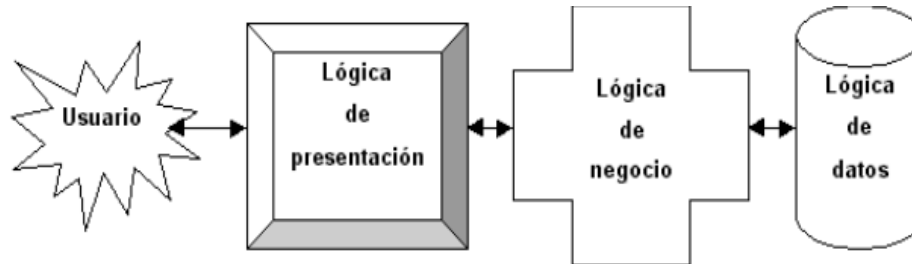 Usuario
Lógica
de
presentación
Lógica
de
negocio
Lógica
de
datos